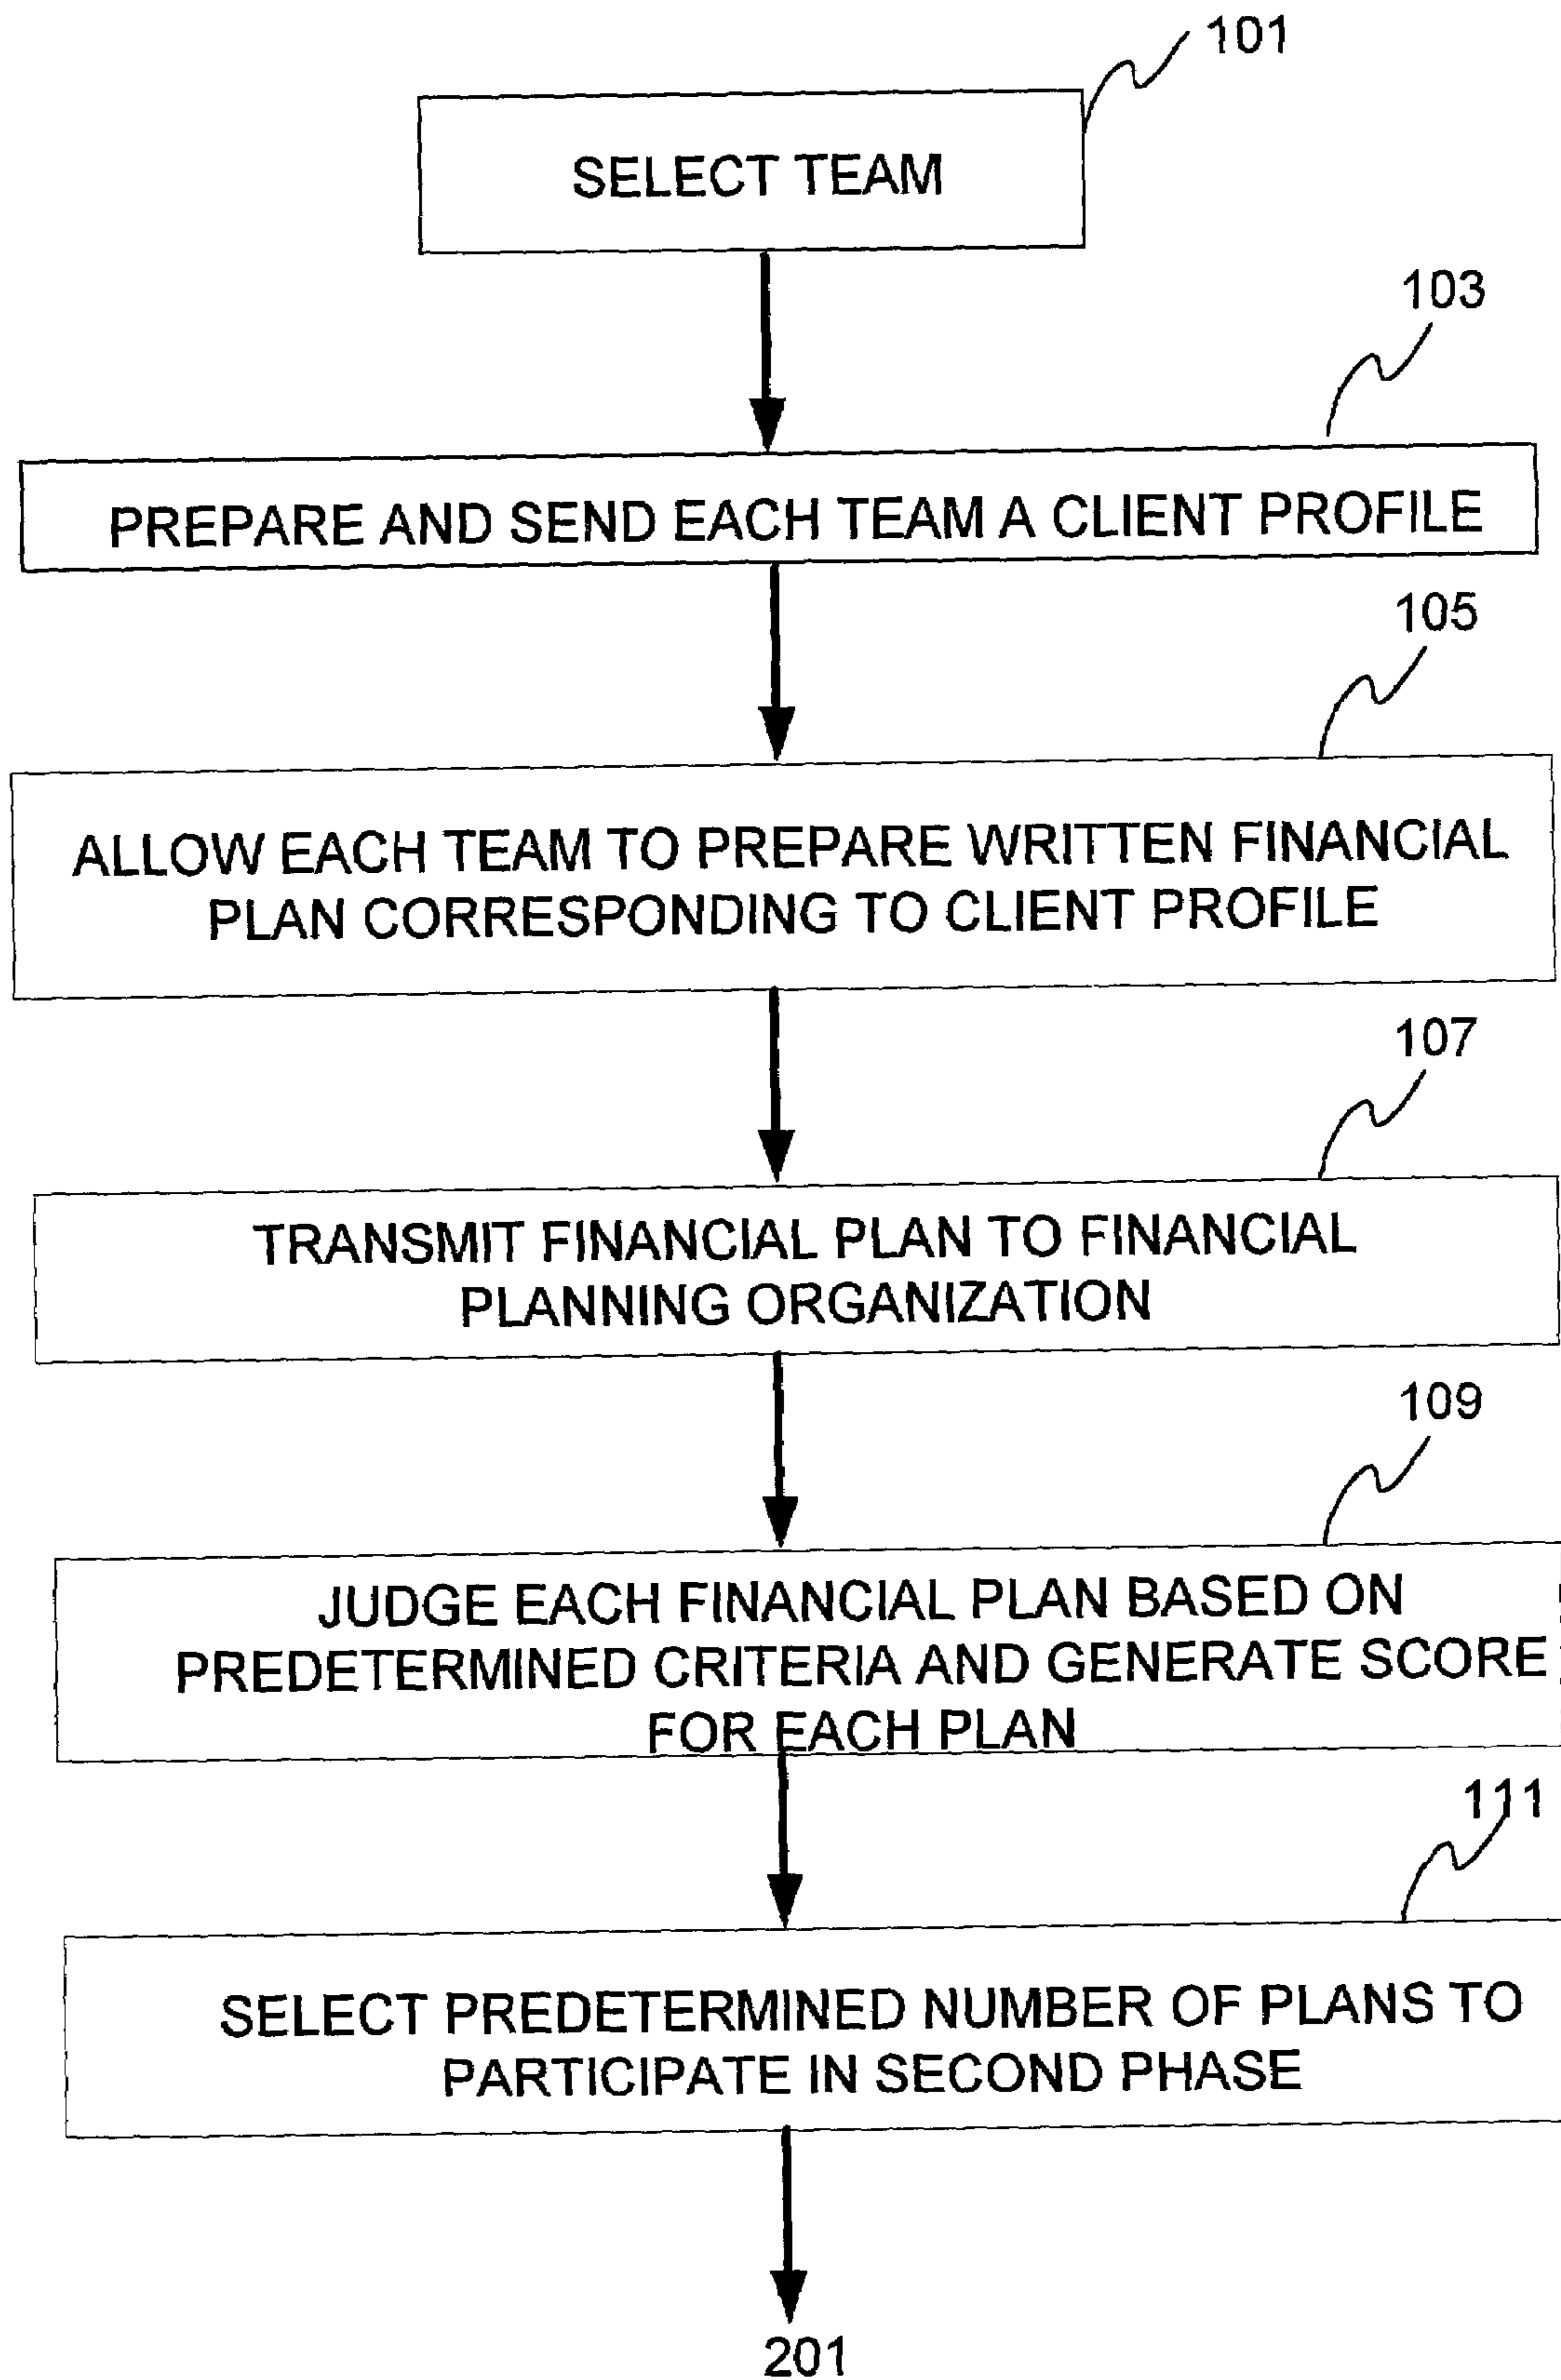 101
SELECT TEAM
103
PREPARE AND SEND EACH TEAM A CLIENT PROFILE
105
ALLOW EACH TEAM TO PREPARE WRITTEN FINANCIAL
PLAN CORRESPONDING TO CLIENT PROFILE
107
TRANSMIT FINANCIAL PLAN TO FINANCIAL
PLANNING ORGANIZATION
109
JUDGE EACH FINANCIAL PLAN BASED ON
PREDETERMINED CRITERIA AND GENERATE SCORE
FOR EACH PLAN
111
SELECT PREDETERMINED NUMBER OF PLANS TO
PARTICIPATE IN SECOND PHASE
201